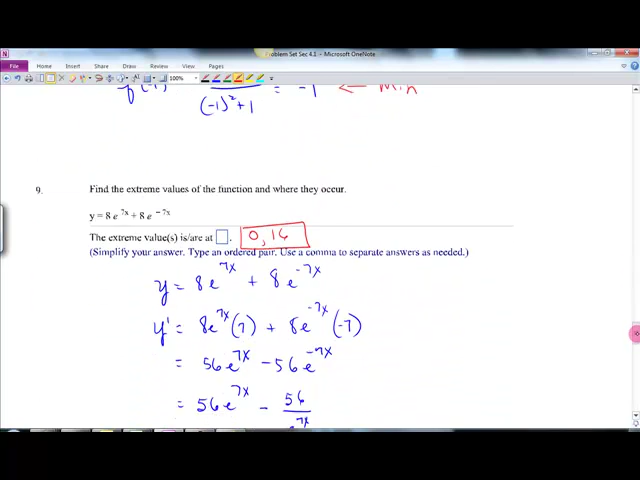 Problem Set Sec 4.1 - Microsoft OneNote
File Home Insert Share Draw Review View
100%
f(-1) = -1 ← Min
(-1)² + 1
9. Find the extreme values of the function and where they occur.
y = 8 e^7x + 8 e^-7x
The extreme value(s) is/are at □. 0, 16
(Simplify your answer. Type an ordered pair. Use a comma to separate answers as needed.)
y = 8e^7x + 8e^-7x
y' = 8e^7x (7) + 8e^-7x (-7)
= 56e^7x - 56e^-7x
= 56e^7x - 56
e^7x